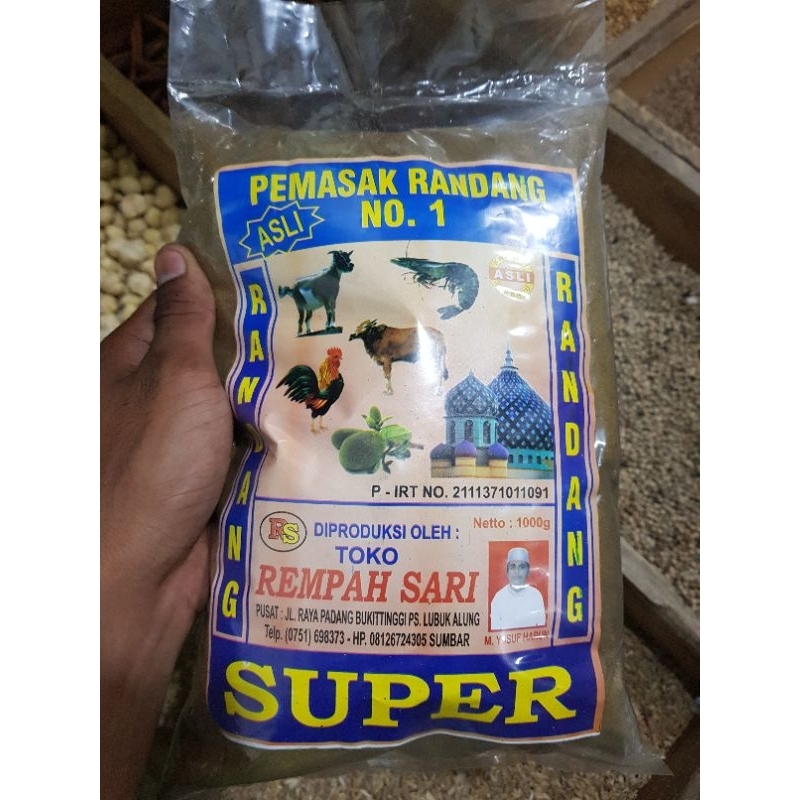 PEMASAK RANDANG
NO. 1
ASLI
ASLI
RANDANG
RANDANG
P - IRT NO. 2111371011091
RS
DIPRODUKSI OLEH :
Netto : 1000g
TOKO
REMPAH SARI
PUSAT : JL. RAYA PADANG BUKITTINGGI PS. LUBUK ALUNG
Telp. (0751) 698373 - HP. 08126724305 SUMBAR
M. YUSUF
SUPER